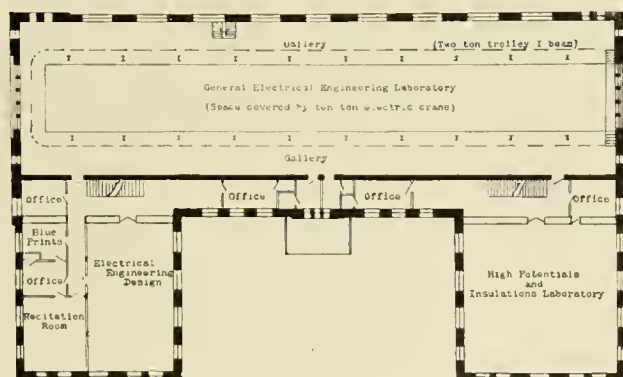 Gallery (Two ton trolley I beam)
General Electrical Engineering Laboratory
(Space covered by ten ton electric crane)
Gallery
Office
Office
Office
Office
Blue
Prints
Office
Recitation
Room
Electrical
Engineering
Design
High Potentials
and
Insulations Laboratory